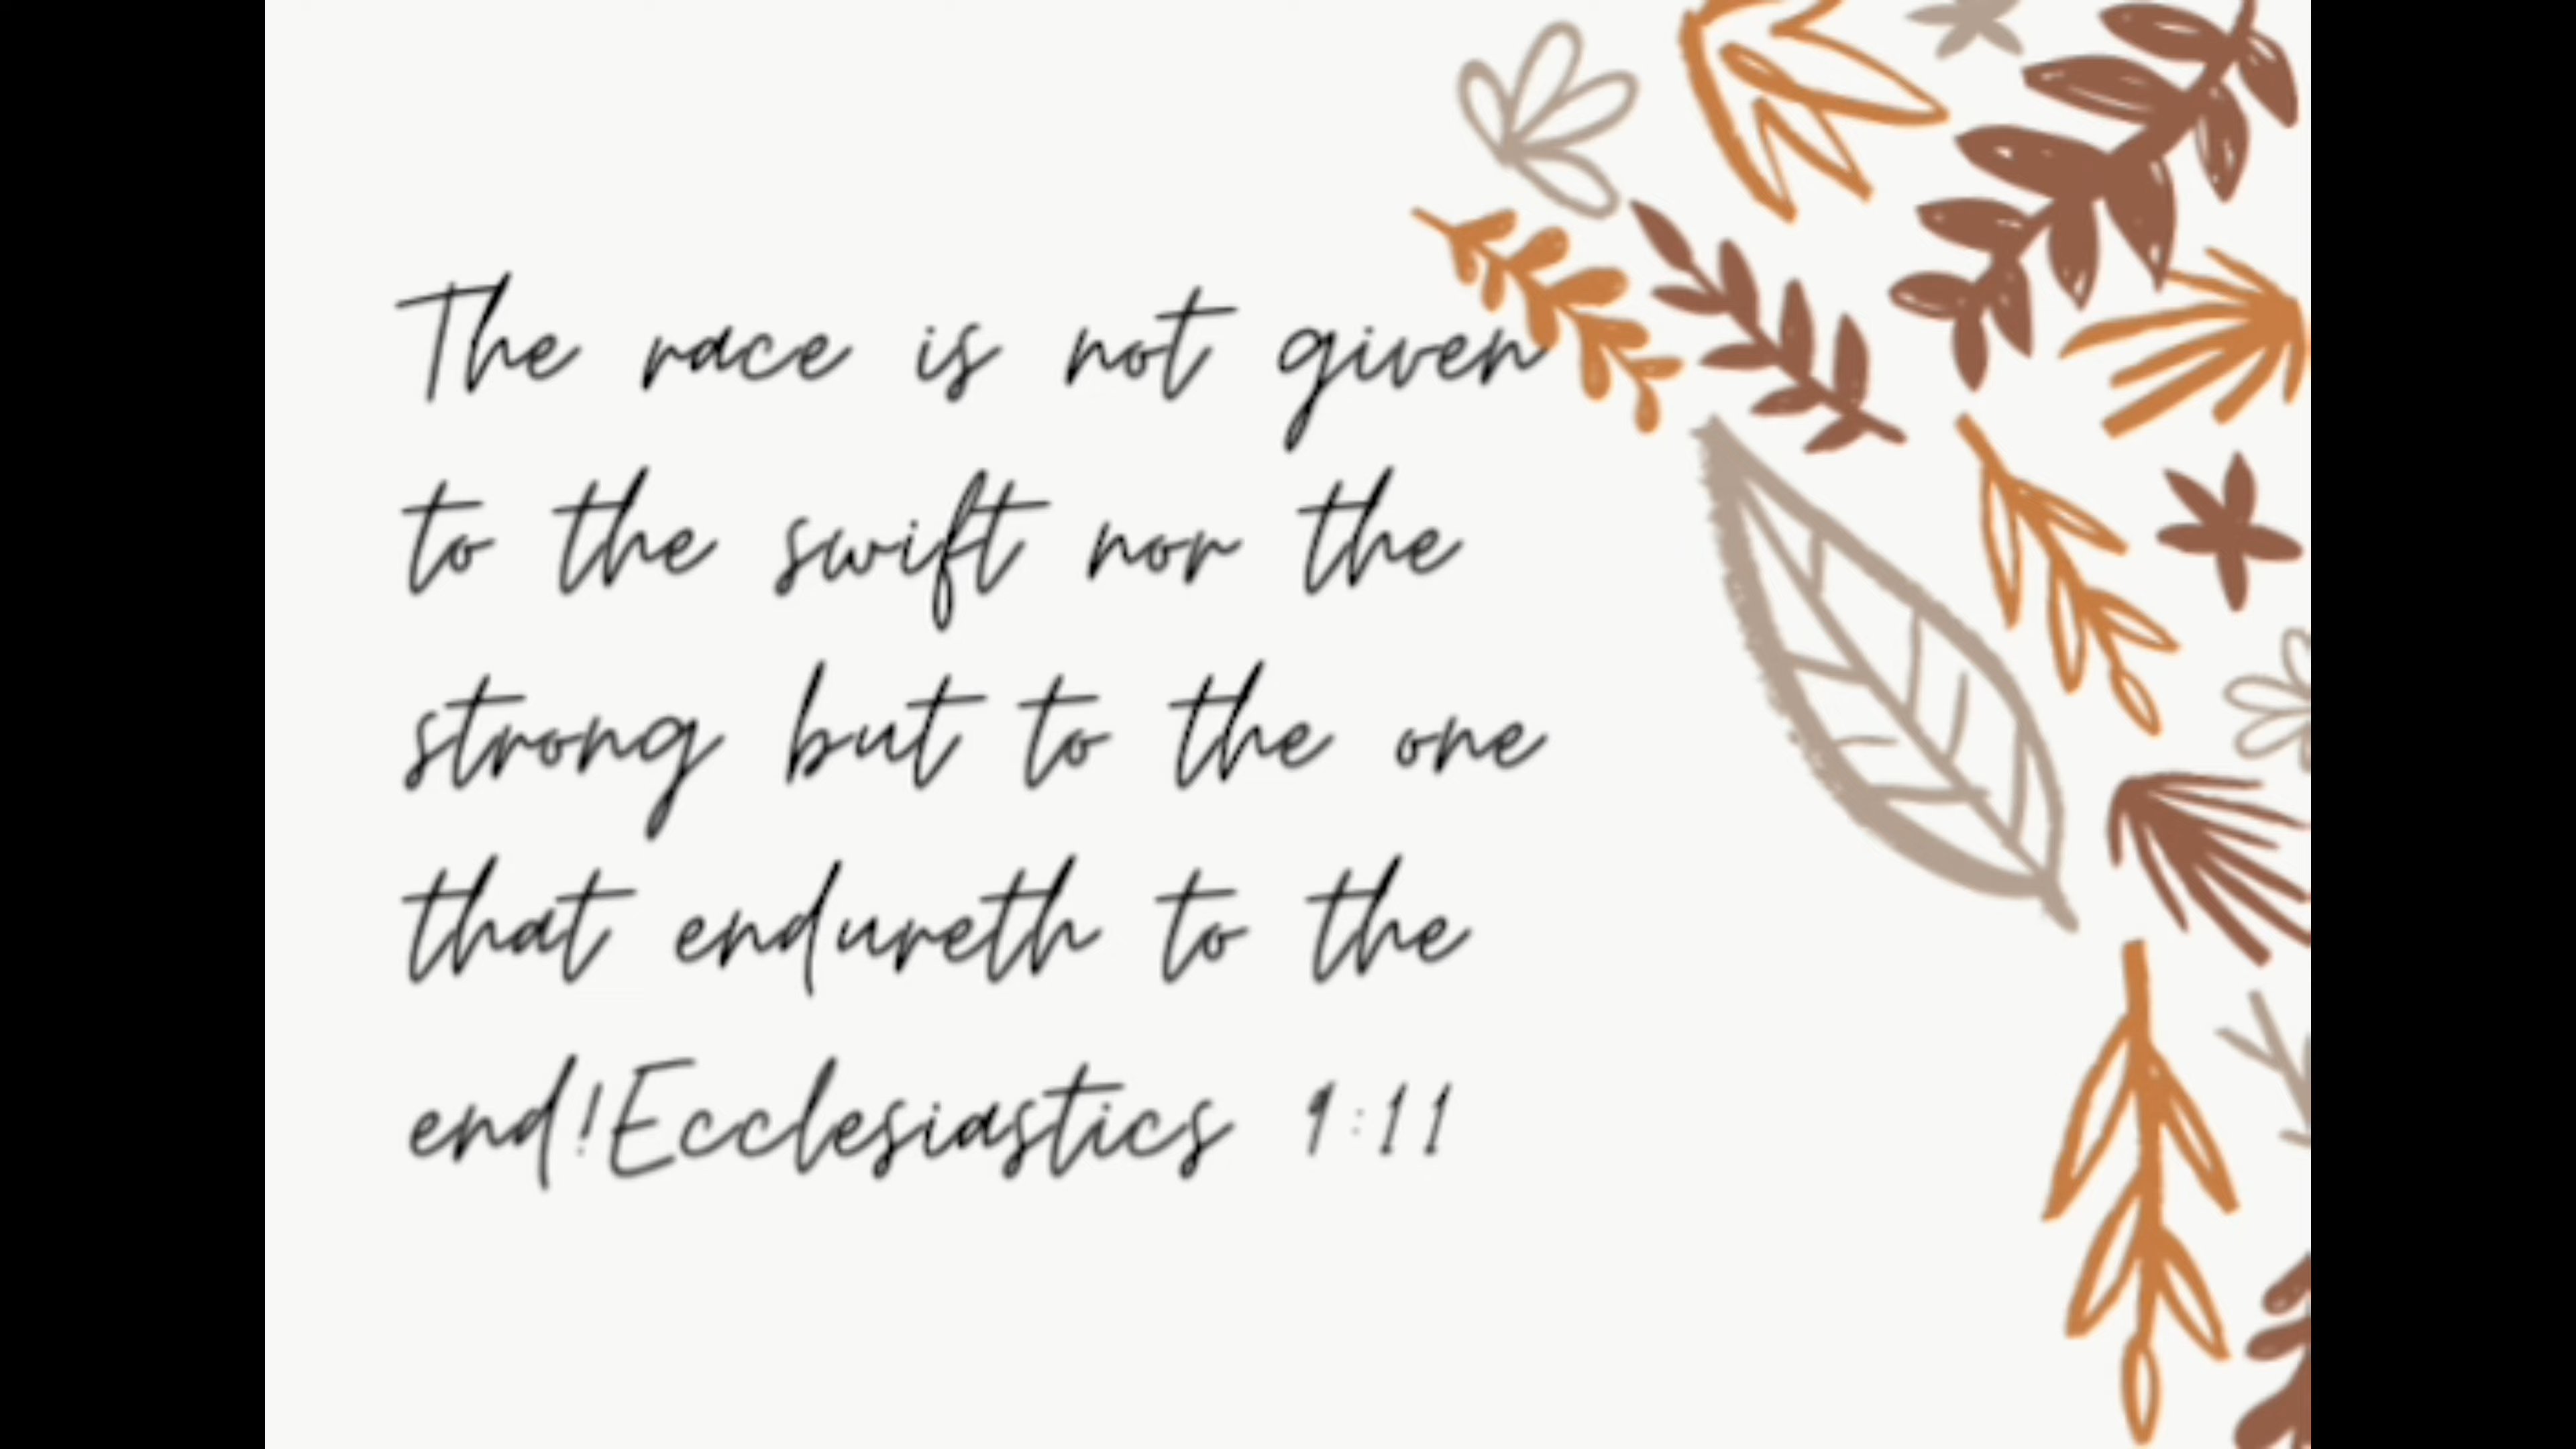 The race is not given
to the swift nor the
strong but to the one
that endureth to the
end!Ecclesiastics 9:11